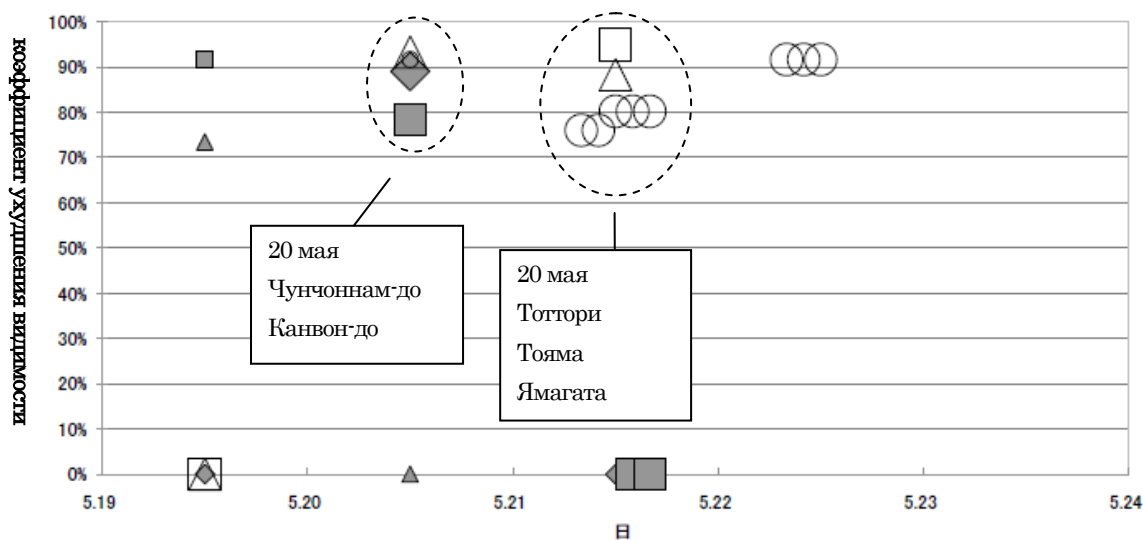 коэффициент ухудшения видимости
100%
90%
80%
70%
60%
50%
40%
30%
20%
10%
0%
20 мая
Чунчоннам-до
Канвон-до
20 мая
Тоттори
Тояма
Ямагата
5.19
5.20
5.21
5.22
5.23
5.24
日